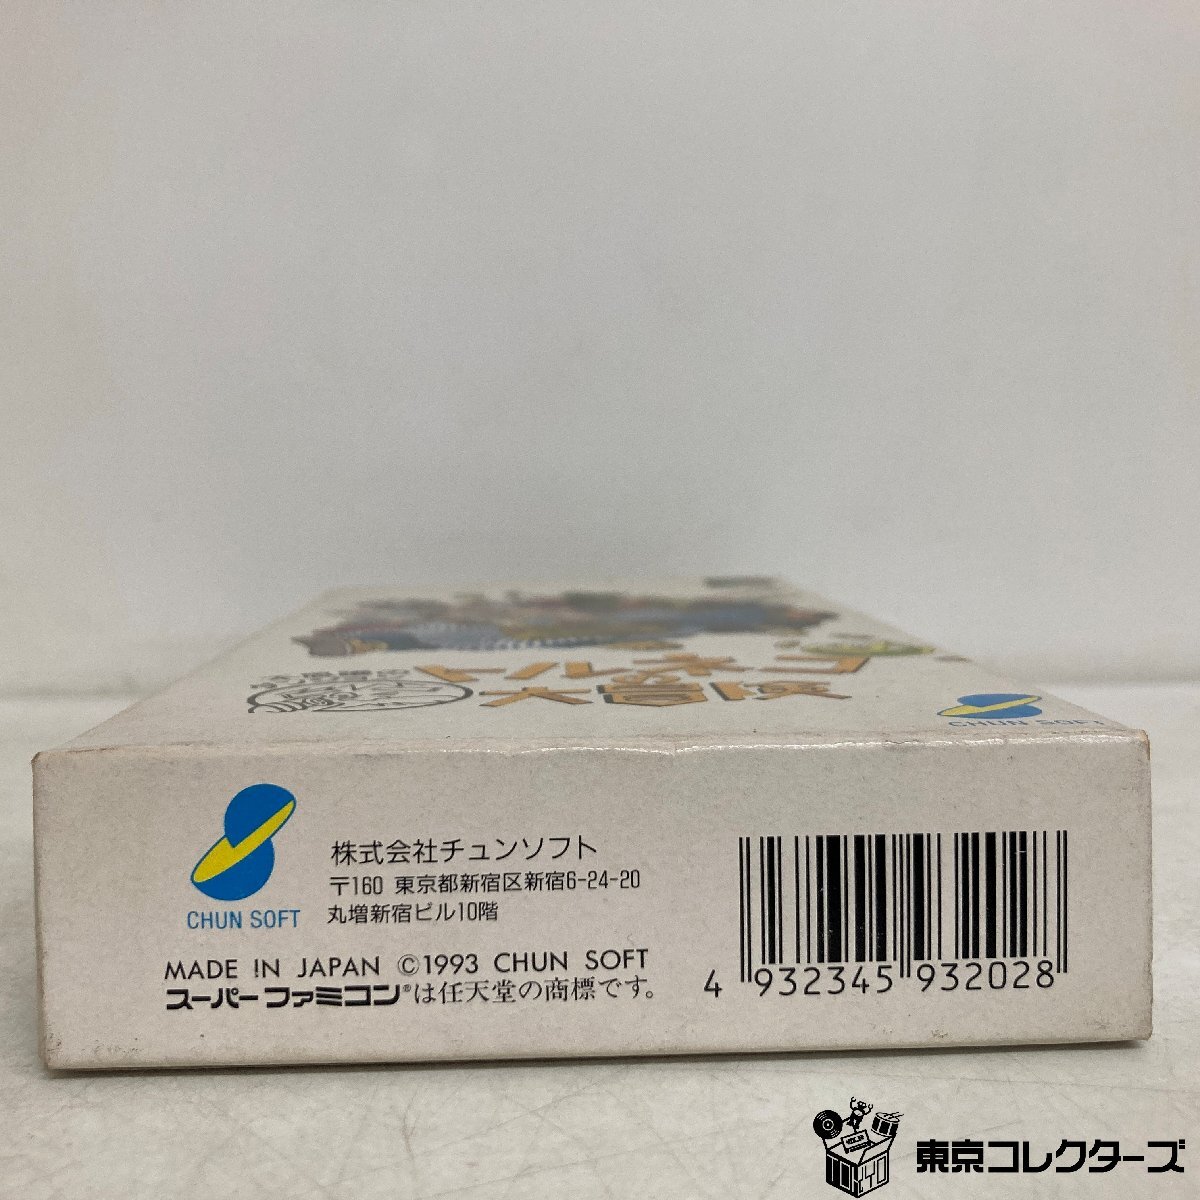 トルネコの
大冒険
CHUN SOFT
CHUN SOFT
株式会社チュンソフト
〒160 東京都新宿区新宿6-24-20
丸増新宿ビル10階
MADE IN JAPAN ©1993 CHUN SOFT
スーパーファミコン®は任天堂の商標です。
4 932345 932028
東京コレクターズ